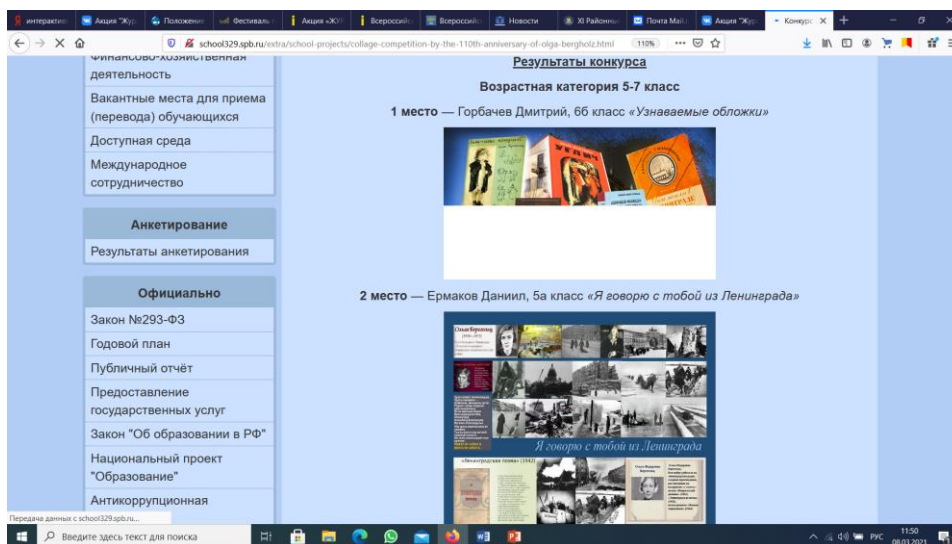 интерактив
Акция "Жур
Положение
Фестиваль
Акция «ЖУ
Всероссийс
Всероссийс
Новости
XI Районны
Почта Mail
Акция "Жур
Конкурс
school329.spb.ru/extra/school-projects/collage-competition-by-the-110th-anniversary-of-olga-bergholz.html
110%
Финансово-хозяйственная
деятельность
Вакантные места для приема
(перевода) обучающихся
Доступная среда
Международное
сотрудничество
Анкетирование
Результаты анкетирования
Официально
Закон №293-ФЗ
Годовой план
Публичный отчёт
Предоставление
государственных услуг
Закон "Об образовании в РФ"
Национальный проект
"Образование"
Антикоррупционная
Результаты конкурса
Возрастная категория 5-7 класс
1 место — Горбачев Дмитрий, 6б класс «Узнаваемые обложки»
УГЛИЧ
2 место — Ермаков Даниил, 5а класс «Я говорю с тобой из Ленинграда»
Ольга Берггольц
Я говорю с тобой из Ленинграда
«Ленинградская поэма» (1942)
Передача данных с school329.spb.ru...
Введите здесь текст для поиска
РУС
11:50
08.03.2021